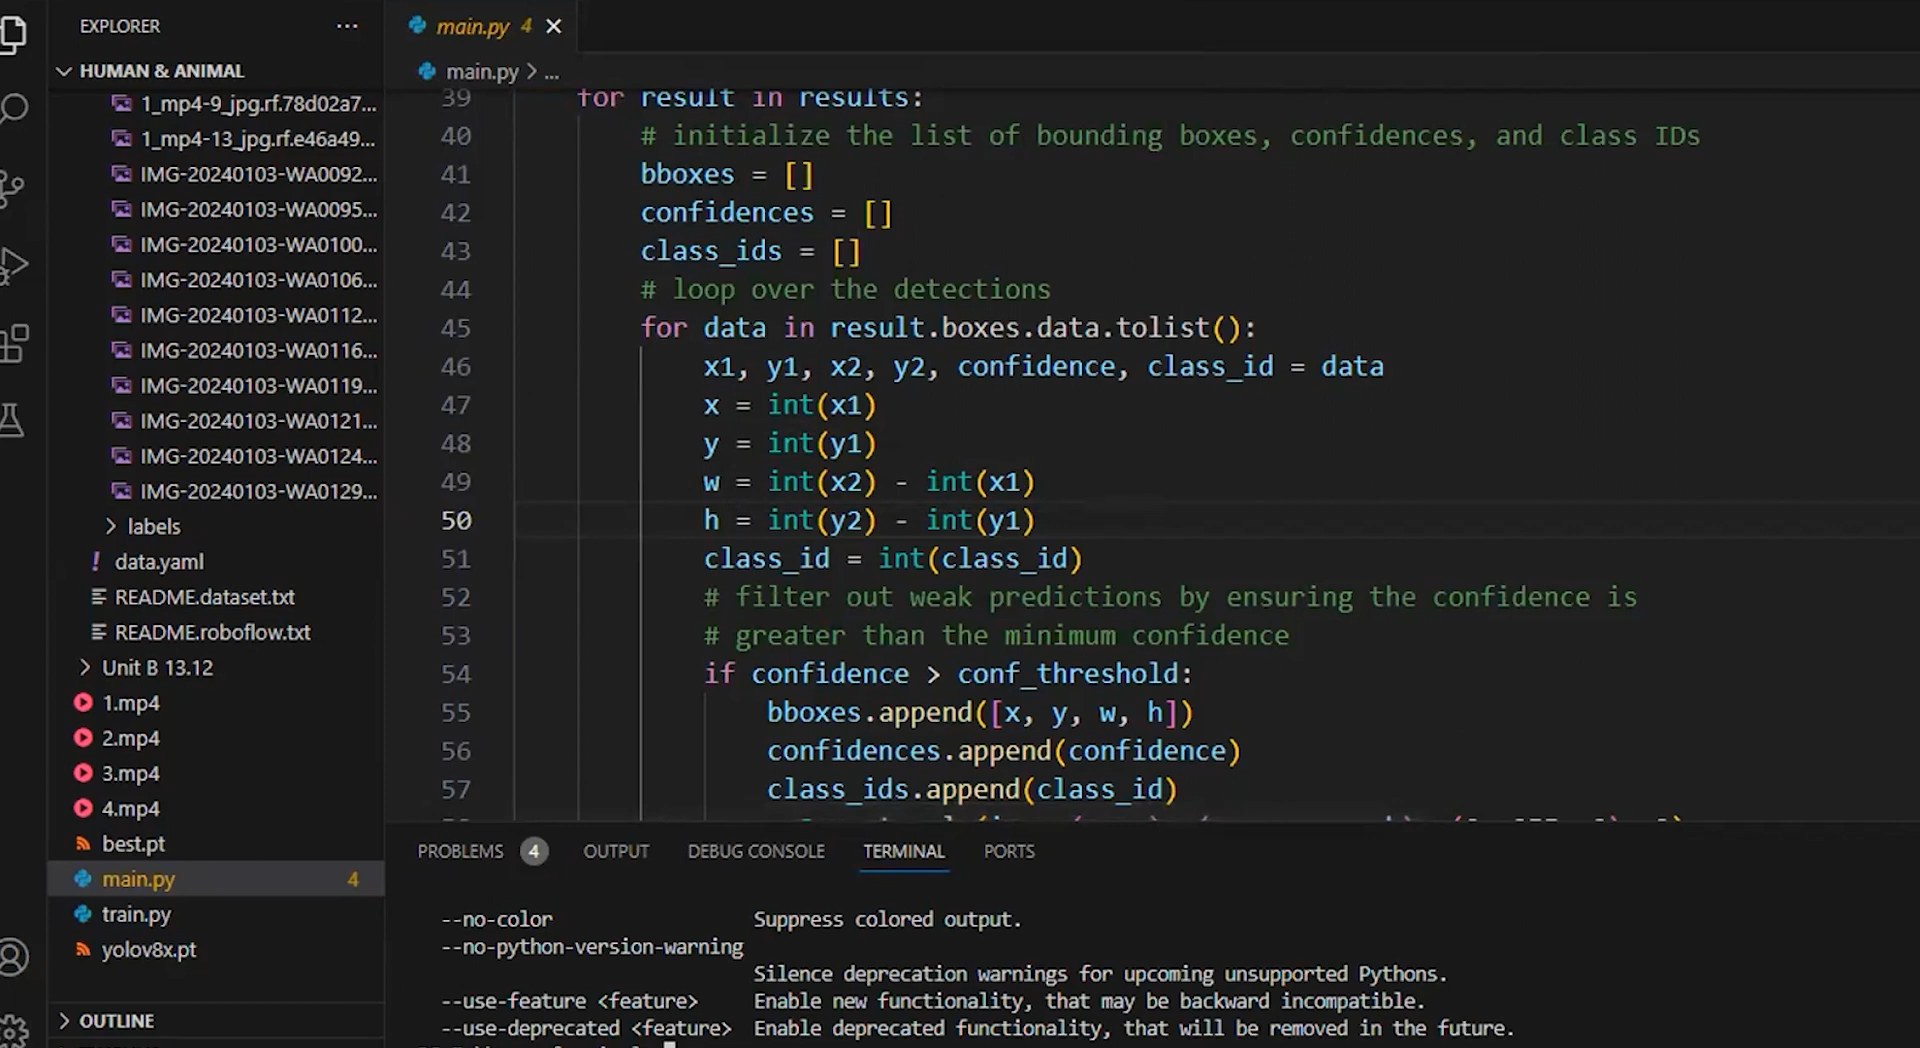 EXPLORER
HUMAN & ANIMAL
1_mp4-9_jpg.rf.78d02a7...
1_mp4-13_jpg.rf.e46a49...
IMG-20240103-WA0092...
IMG-20240103-WA0095...
IMG-20240103-WA0100...
IMG-20240103-WA0106...
IMG-20240103-WA0112...
IMG-20240103-WA0116...
IMG-20240103-WA0119...
IMG-20240103-WA0121...
IMG-20240103-WA0124...
IMG-20240103-WA0129...
labels
data.yaml
README.dataset.txt
README.roboflow.txt
Unit B 13.12
1.mp4
2.mp4
3.mp4
4.mp4
best.pt
main.py 4
train.py
yolov8x.pt
OUTLINE
main.py 4
main.py > ...
39 for result in results:
40 # initialize the list of bounding boxes, confidences, and class IDs
41 bboxes = []
42 confidences = []
43 class_ids = []
44 # loop over the detections
45 for data in result.boxes.data.tolist():
46 x1, y1, x2, y2, confidence, class_id = data
47 x = int(x1)
48 y = int(y1)
49 w = int(x2) - int(x1)
50 h = int(y2) - int(y1)
51 class_id = int(class_id)
52 # filter out weak predictions by ensuring the confidence is
53 # greater than the minimum confidence
54 if confidence > conf_threshold:
55 bboxes.append([x, y, w, h])
56 confidences.append(confidence)
57 class_ids.append(class_id)
PROBLEMS 4 OUTPUT DEBUG CONSOLE TERMINAL PORTS
--no-color Suppress colored output.
--no-python-version-warning
Silence deprecation warnings for upcoming unsupported Pythons.
--use-feature <feature> Enable new functionality, that may be backward incompatible.
--use-deprecated <feature> Enable deprecated functionality, that will be removed in the future.